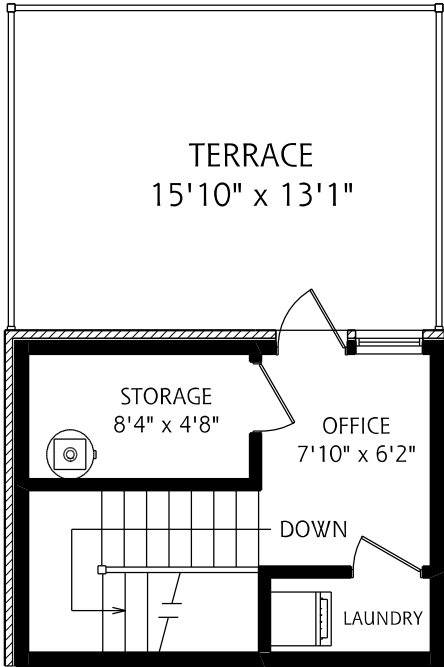 TERRACE
15'10" x 13'1"
STORAGE
8'4" x 4'8"
OFFICE
7'10" x 6'2"
DOWN
LAUNDRY